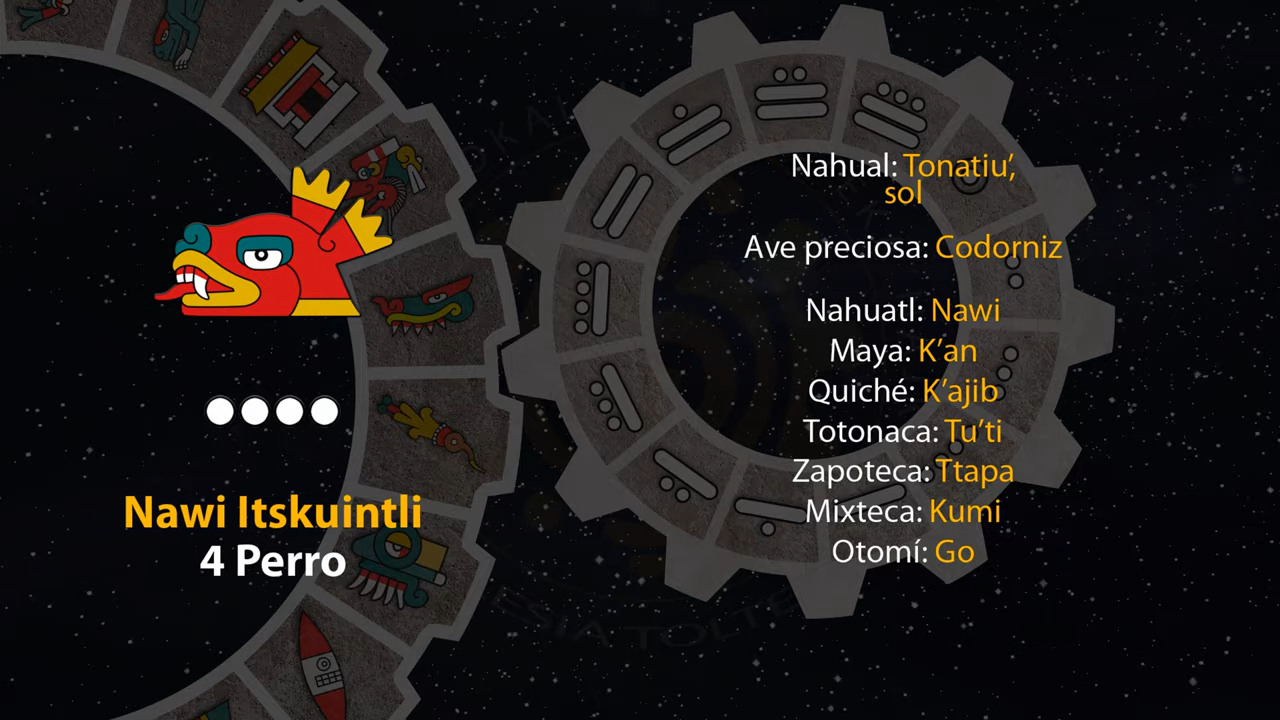 Nahual: Tonatiu’,
sol
Ave preciosa: Codorniz
Nahuatl: Nawi
Maya: K’an
Quiché: K’ajib
Totonaca: Tu’ti
Zapoteca: Ttapa
Mixteca: Kumi
Otomí: Go
Nawi Itskuintli
4 Perro